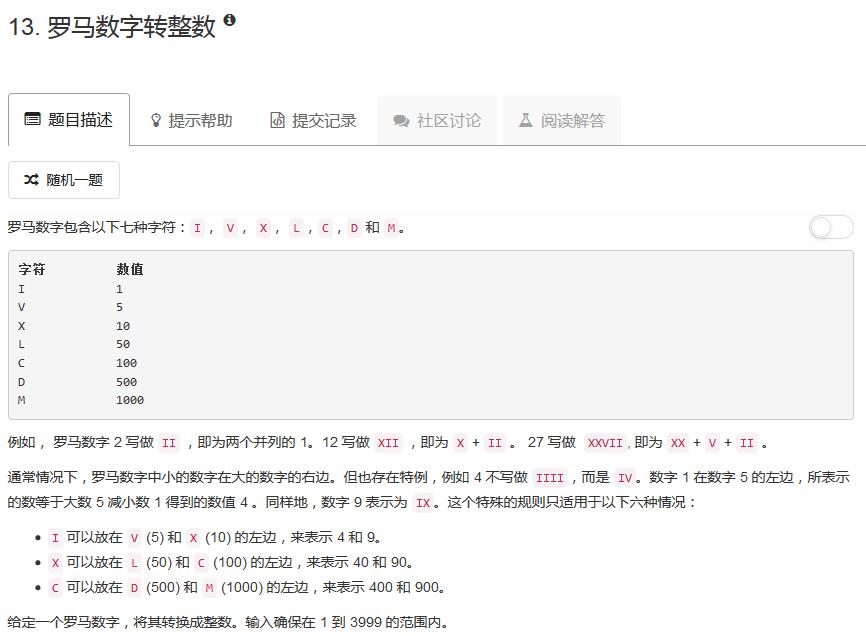 13. 罗马数字转整数
题目描述 提示帮助 提交记录 社区讨论 阅读解答
随机一题
罗马数字包含以下七种字符：I，V，X，L，C，D 和 M。
字符 数值
I 1
V 5
X 10
L 50
C 100
D 500
M 1000
例如，罗马数字 2 写做 II ，即为两个并列的 1。12 写做 XII ，即为 X + II 。 27 写做 XXVII, 即为 XX + V + II 。
通常情况下，罗马数字中小的数字在大的数字的右边。但也存在特例，例如 4 不写做 IIII，而是 IV。数字 1 在数字 5 的左边，所表示
的数等于大数 5 减小数 1 得到的数值 4 。同样地，数字 9 表示为 IX。这个特殊的规则只适用于以下六种情况：
• I 可以放在 V (5) 和 X (10) 的左边，来表示 4 和 9。
• X 可以放在 L (50) 和 C (100) 的左边，来表示 40 和 90。
• C 可以放在 D (500) 和 M (1000) 的左边，来表示 400 和 900。
给定一个罗马数字，将其转换成整数。输入确保在 1 到 3999 的范围内。